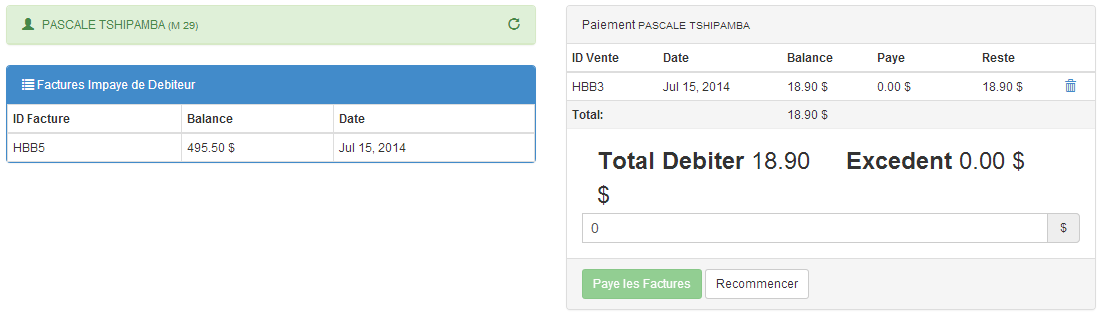 PASCALE TSHIPAMBA (M 29)
Factures Impaye de Debiteur
ID Facture Balance Date
HBB5 495.50 $ Jul 15, 2014
Paiement PASCALE TSHIPAMBA
ID Vente Date Balance Paye Reste
HBB3 Jul 15, 2014 18.90 $ 0.00 $ 18.90 $
Total: 18.90 $
Total Debiter 18.90 Excedent 0.00 $
$
0 $
Paye les Factures Recommencer